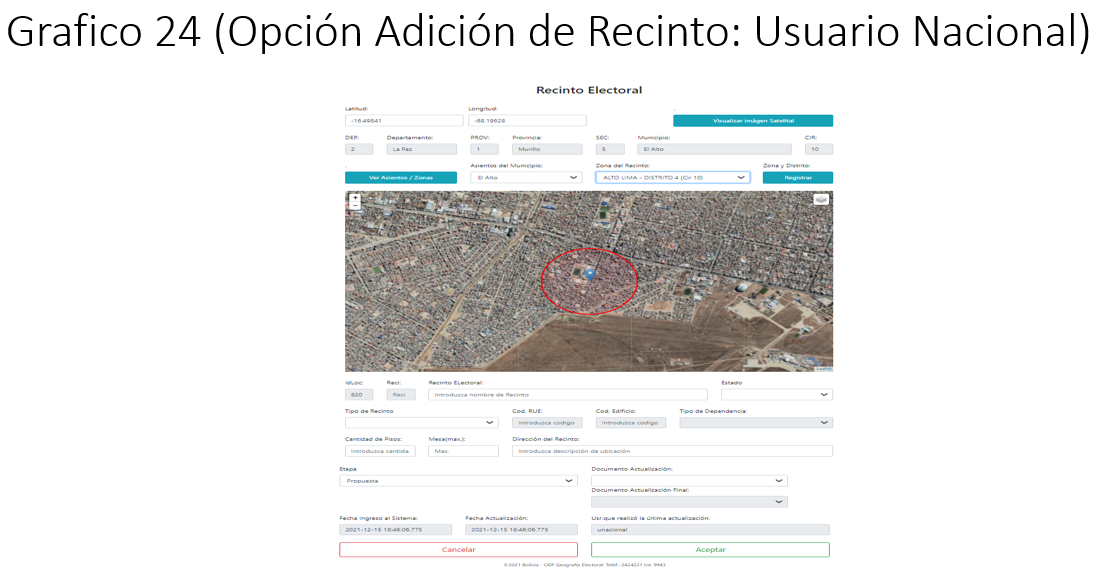 Grafico 24 (Opción Adición de Recinto: Usuario Nacional)
Recinto Electoral
Latitud: Longitud: .
-16.49841 -68.19628 Visualizar Imágen Satelital
DEP: Departamento: PROV: Provincia: SEC: Municipio: CIR:
2 La Paz 1 Murillo 5 El Alto 10
. Asientos del Municipio: Zona del Recinto: Zona y Distrito:
Ver Asientos / Zonas El Alto ALTO LIMA - DISTRITO 4 (Cir 10) Registrar
+
−
IdLoc: Reci: Recinto ELectoral: Estado
820 Reci Introduzca nombre de Recinto
Tipo de Recinto Cod. RUE: Cod. Edificio: Tipo de Dependencia:
Introduzca codigo Introduzca codigo
Cantidad de Pisos: Mesa(max.): Dirección del Recinto:
Introduzca cantida Max. Introduzca descripción de ubicación
Etapa Documento Actualización:
Propuesta
Documento Actualización Final:
Fecha Ingreso al Sistema: Fecha Actualización: Usr.que realizó la última actualización:
2021-12-15 18:46:06.775 2021-12-15 18:46:06.775 unacional
Cancelar Aceptar
©2021 Bolivia - OEP Geografía Electoral: Telef.: 2424221 Int. 9943